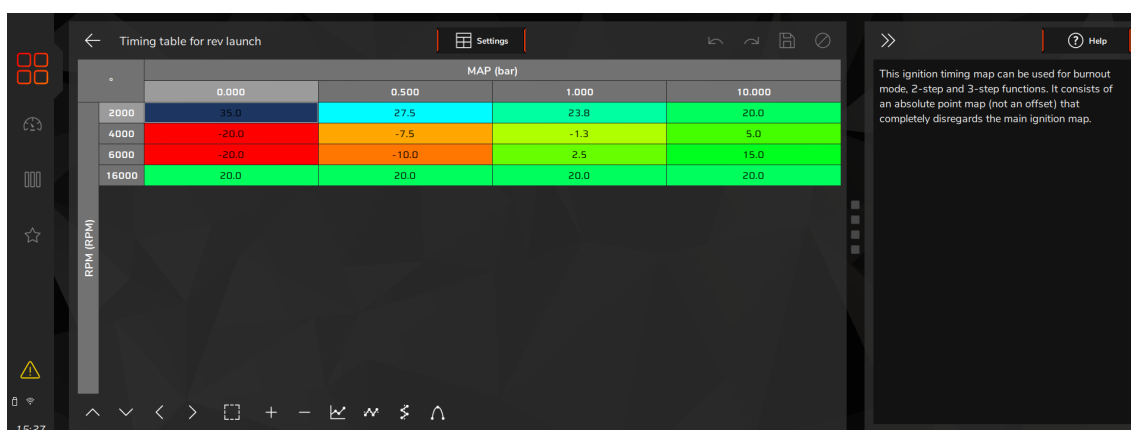 Timing table for rev launch
Settings
Help
°
MAP (bar)
0.000 0.500 1.000 10.000
2000 35.0 27.5 23.8 20.0
4000 -20.0 -7.5 -1.3 5.0
6000 -20.0 -10.0 2.5 15.0
16000 20.0 20.0 20.0 20.0
RPM (RPM)
This ignition timing map can be used for burnout
mode, 2-step and 3-step functions. It consists of
an absolute point map (not an offset) that
completely disregards the main ignition map.